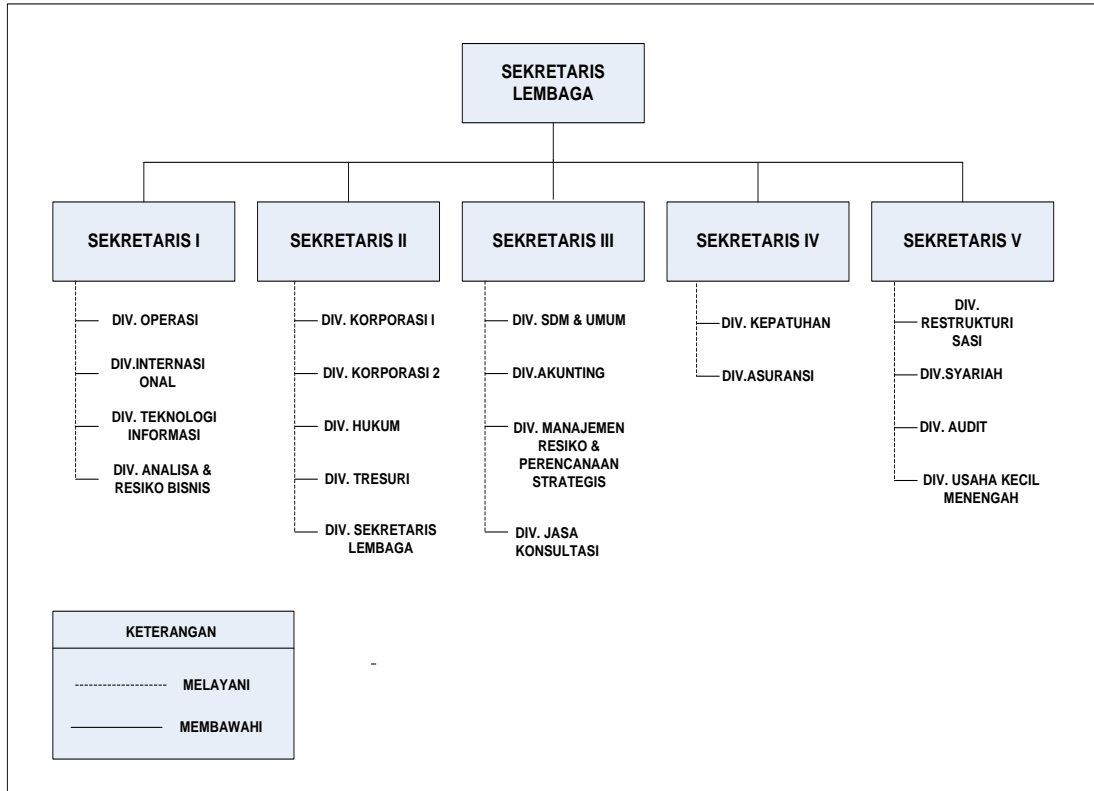 SEKRETARIS
LEMBAGA
SEKRETARIS I
SEKRETARIS II
SEKRETARIS III
SEKRETARIS IV
SEKRETARIS V
DIV. OPERASI
DIV.INTERNASI
ONAL
DIV. TEKNOLOGI
INFORMASI
DIV. ANALISA &
RESIKO BISNIS
DIV. KORPORASI I
DIV. KORPORASI 2
DIV. HUKUM
DIV. TRESURI
DIV. SEKRETARIS
LEMBAGA
DIV. SDM & UMUM
DIV.AKUNTING
DIV. MANAJEMEN
RESIKO &
PERENCANAAN
STRATEGIS
DIV. JASA
KONSULTASI
DIV. KEPATUHAN
DIV.ASURANSI
DIV.
RESTRUKTURI
SASI
DIV.SYARIAH
DIV. AUDIT
DIV. USAHA KECIL
MENENGAH
KETERANGAN
MELAYANI
MEMBAWAHI
-